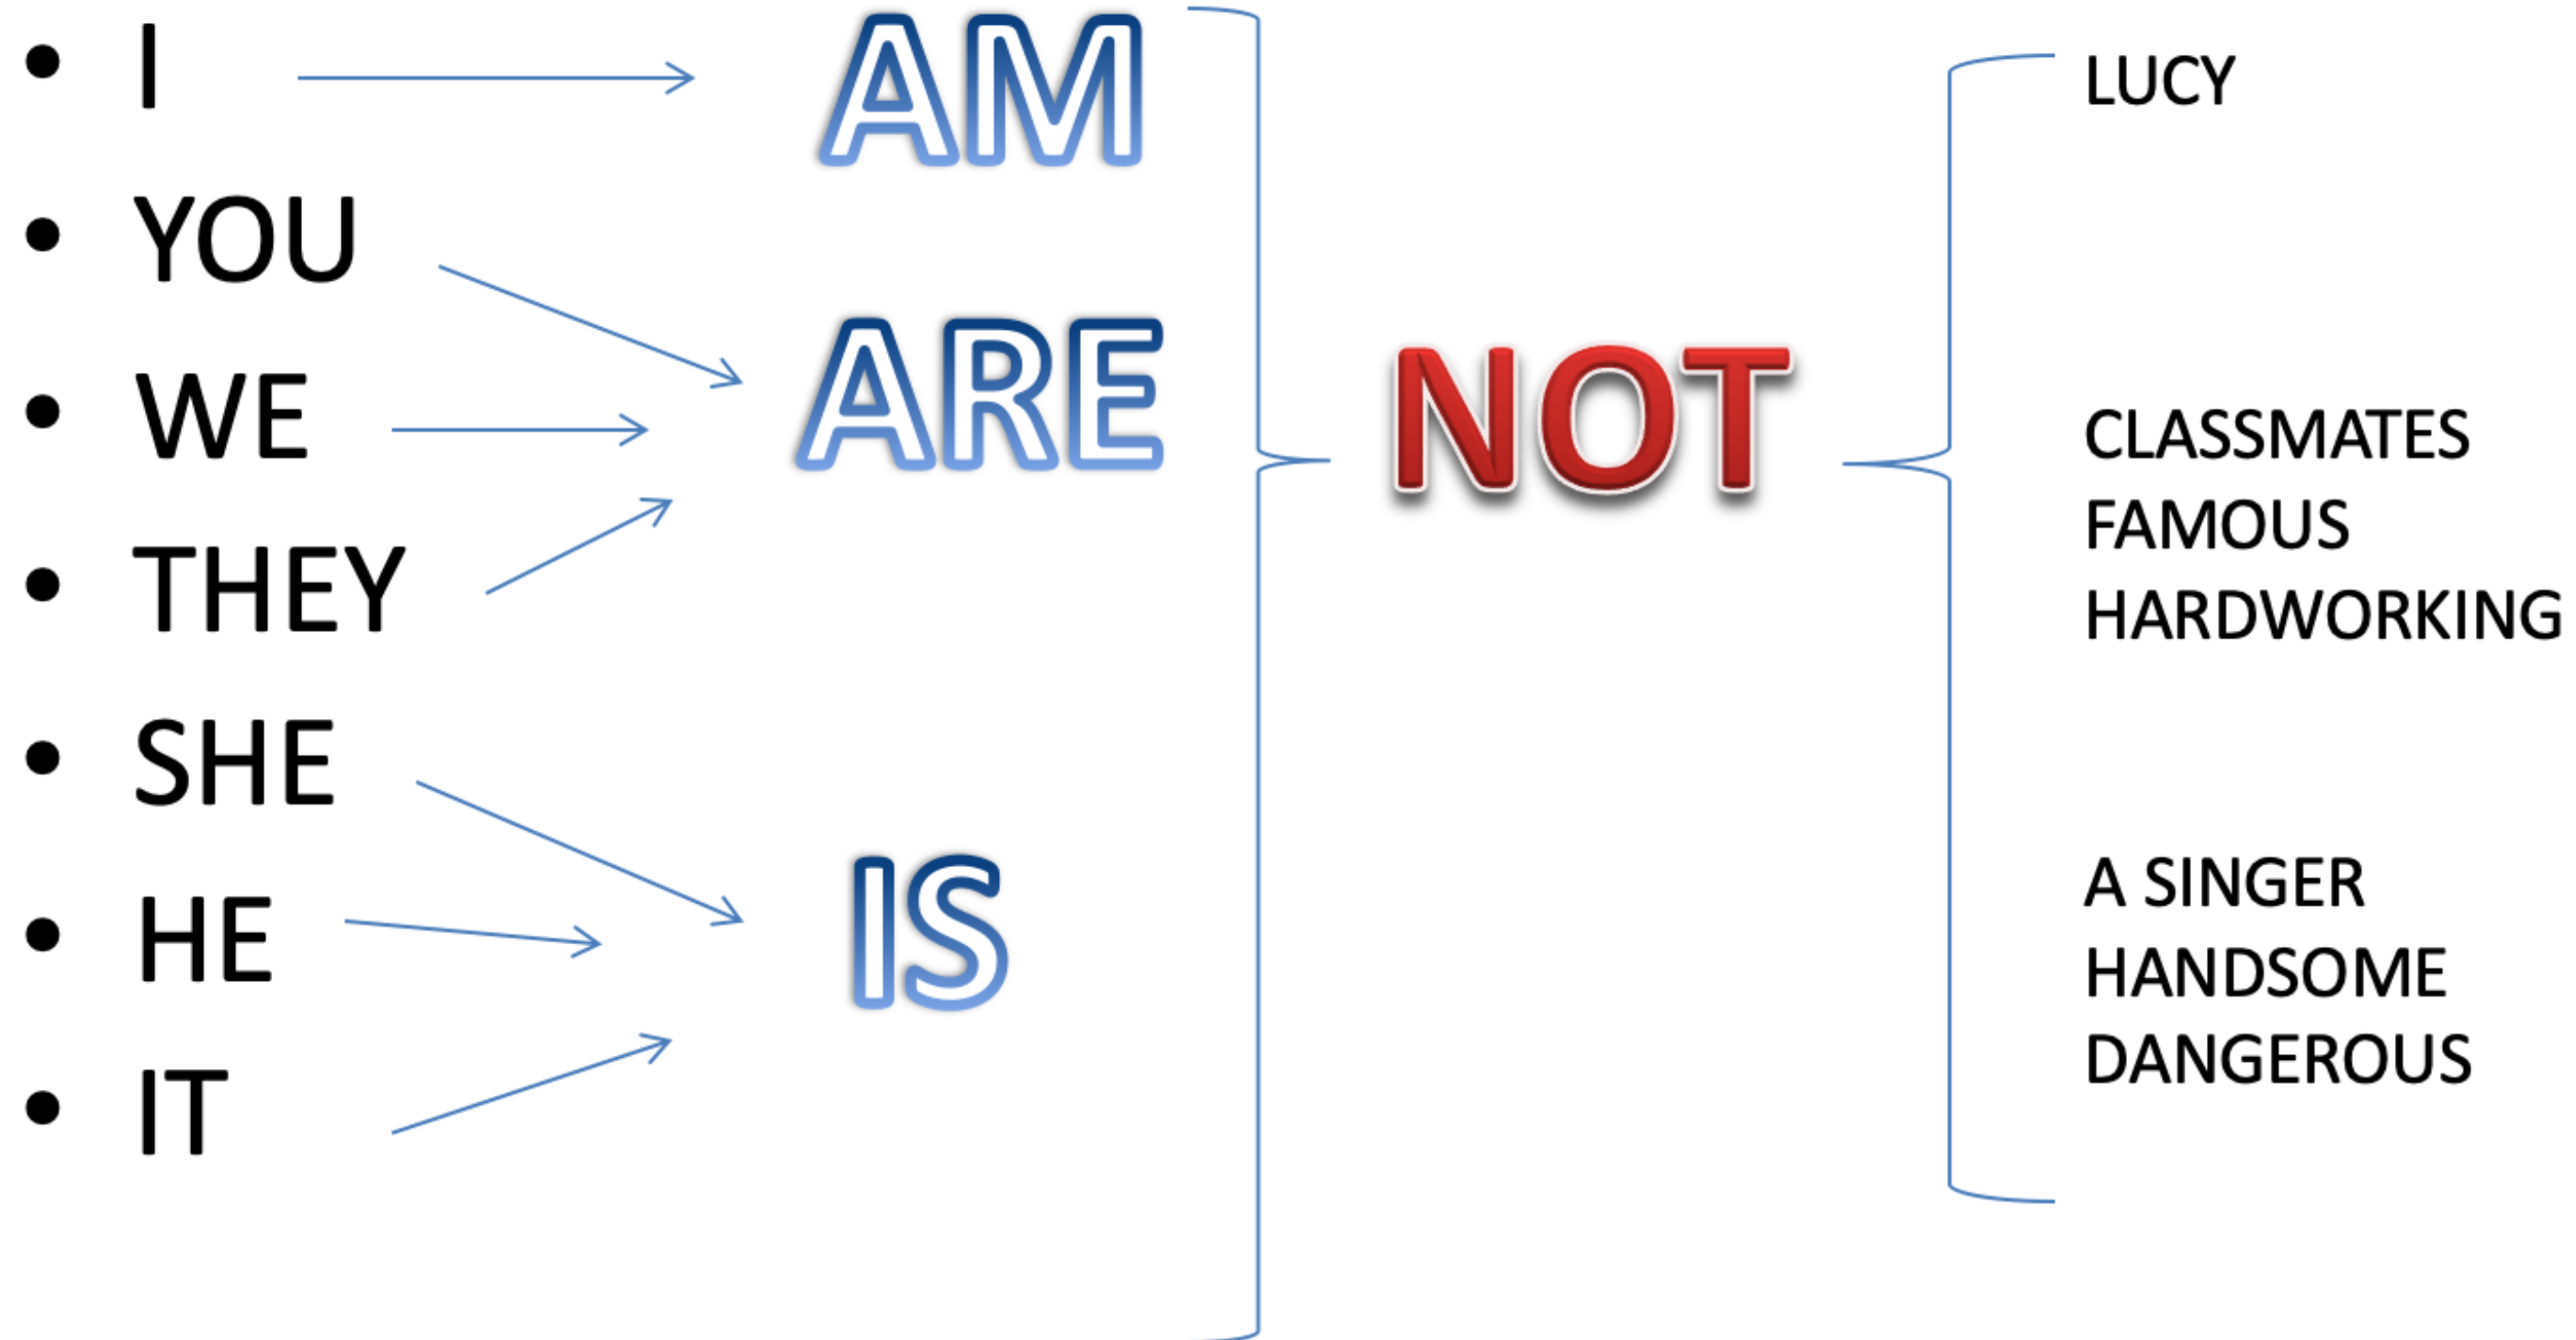 • I
• YOU
• WE
• THEY
• SHE
• HE
• IT
AM
ARE
IS
NOT
LUCY
CLASSMATES
FAMOUS
HARDWORKING
A SINGER
HANDSOME
DANGEROUS